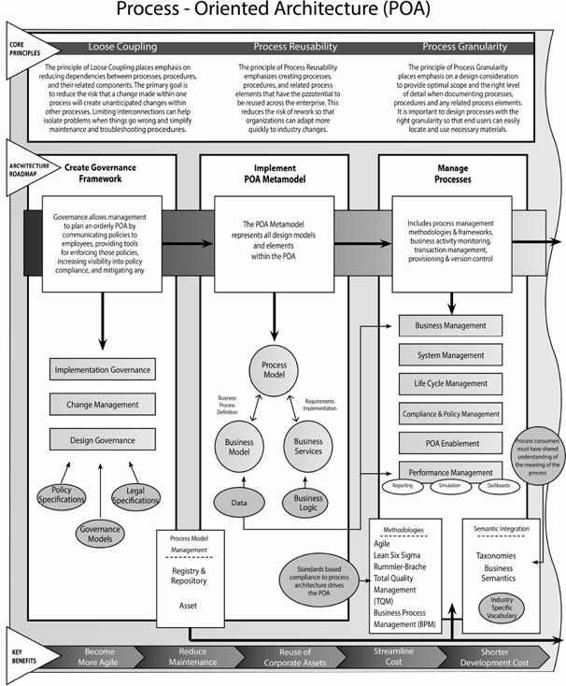 Process - Oriented Architecture (POA)
CORE
PRINCIPLES
Loose Coupling
The principle of Loose Coupling places emphasis on
reducing dependencies between processes, procedures,
and their related components. The primary goal is
to reduce the risk that a change made within one
process will create unanticipated changes within
other processes. Limiting interconnections can help
isolate problems when things go wrong and simplify
maintenance and troubleshooting procedures.
Process Reusability
The principle of Process Reusability
emphasizes creating processes,
process elements, and related process
elements that have the pzotential to
be reused across the enterprise. This
reduces the risk of rework so that
organizations can adapt more
quickly to industry changes.
Process Granularity
The principle of Process Granularity
places emphasis on a design consideration
to provide optimal scope and the right level
of detail when documenting processes,
procedures and any related process elements.
It is important to design processes with the
right granularity so that end users can easily
locate and use necessary materials.
ARCHITECTURE
ROADMAP
Create Governance
Framework
Governance allows management
to plan an orderly POA by
communicating policies to
employees, providing tools
for enforcing those policies,
increasing visibility into policy
compliance, and mitigating any
Implementation Governance
Change Management
Design Governance
Policy
Specifications
Legal
Specifications
Governance
Models
Implement
POA Metamodel
The POA Metamodel
represents all design models
and elements
within the POA
Process
Model
Business
Process
Definition
Requirements
Implementation
Business
Model
Business
Services
Data
Business
Logic
Process Model
Management
Registry &
Repository
Asset
Manage
Processes
Includes process management
methodologies & frameworks,
business activity monitoring,
transaction management,
provisioning & version control
Business Management
System Management
Life Cycle Management
Compliance & Policy Management
POA Enablement
Performance Management
Reporting
Simulation
Dashboards
Process consumers
must have shared
understanding of
the meaning of the
process
Standards based
compliance to process
architecture drives
the POA
Methodologies
Agile
Lean Six Sigma
Rummler-Brache
Total Quality
Management
(TQM)
Business Process
Management (BPM)
Semantic Integration
Taxonomies
Business
Semantics
Industry
Specific
Vocabulary
KEY
BENEFITS
Become
More Agile
Reduce
Maintenance
Reuse of
Corporate Assets
Streamline
Cost
Shorter
Development Cost